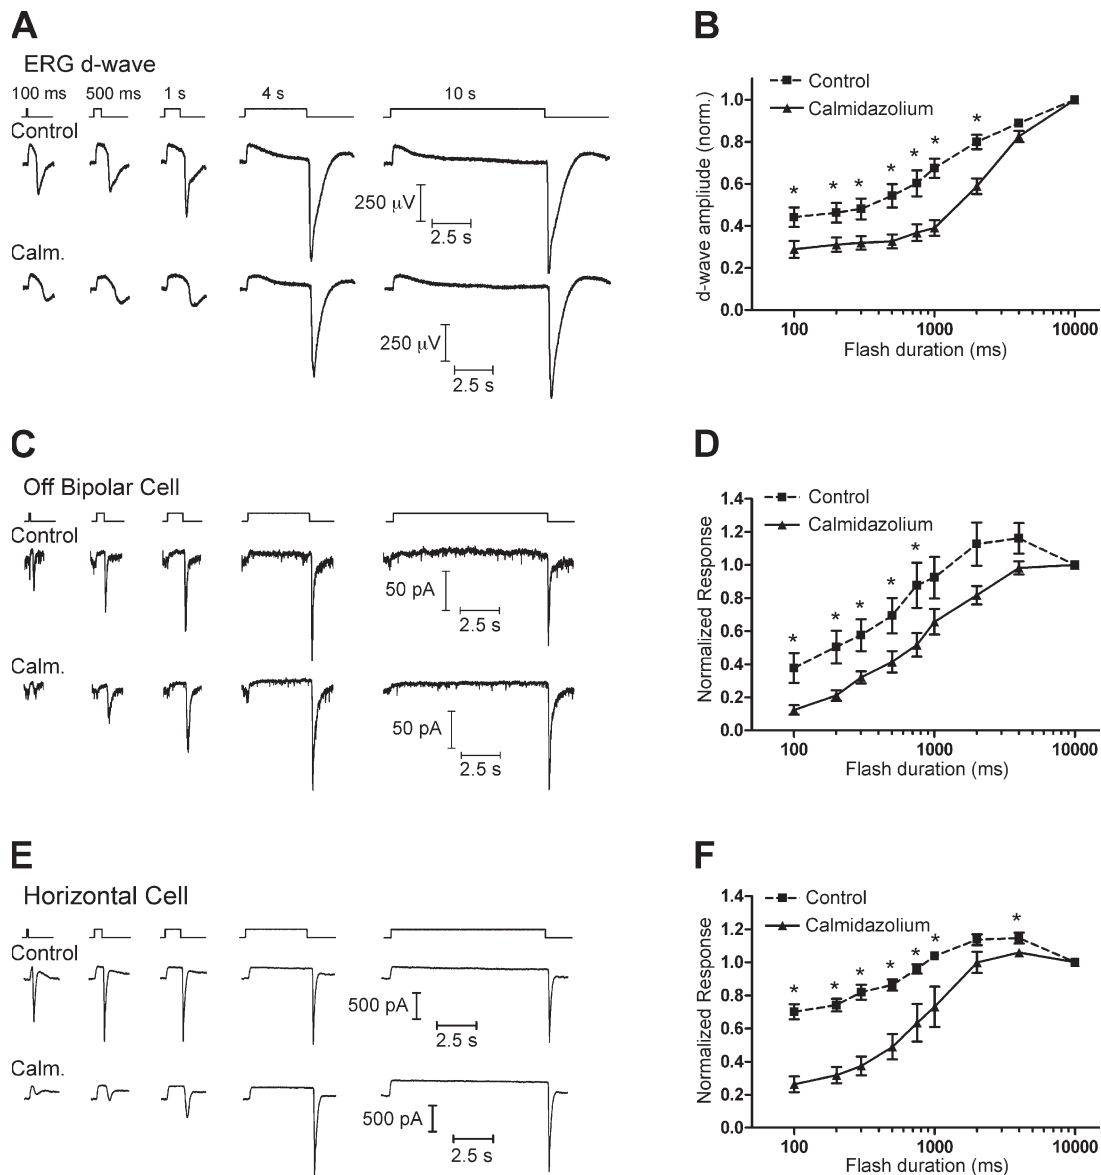 A
ERG d-wave
100 ms 500 ms 1 s 4 s 10 s
Control
250 µV
2.5 s
Calm.
250 µV
2.5 s
B
Control
Calmidazolium
d-wave ampliude (norm.)
1.0
0.8
0.6
0.4
0.2
0.0
* * * * * * *
100 1000 10000
Flash duration (ms)
C
Off Bipolar Cell
Control
50 pA
2.5 s
Calm.
50 pA
2.5 s
D
Control
Calmidazolium
Normalized Response
1.4
1.2
1.0
0.8
0.6
0.4
0.2
0.0
* * * * *
100 1000 10000
Flash duration (ms)
E
Horizontal Cell
Control
500 pA
2.5 s
Calm.
500 pA
2.5 s
F
Control
Calmidazolium
Normalized Response
1.4
1.2
1.0
0.8
0.6
0.4
0.2
0.0
* * * * * * *
100 1000 10000
Flash duration (ms)